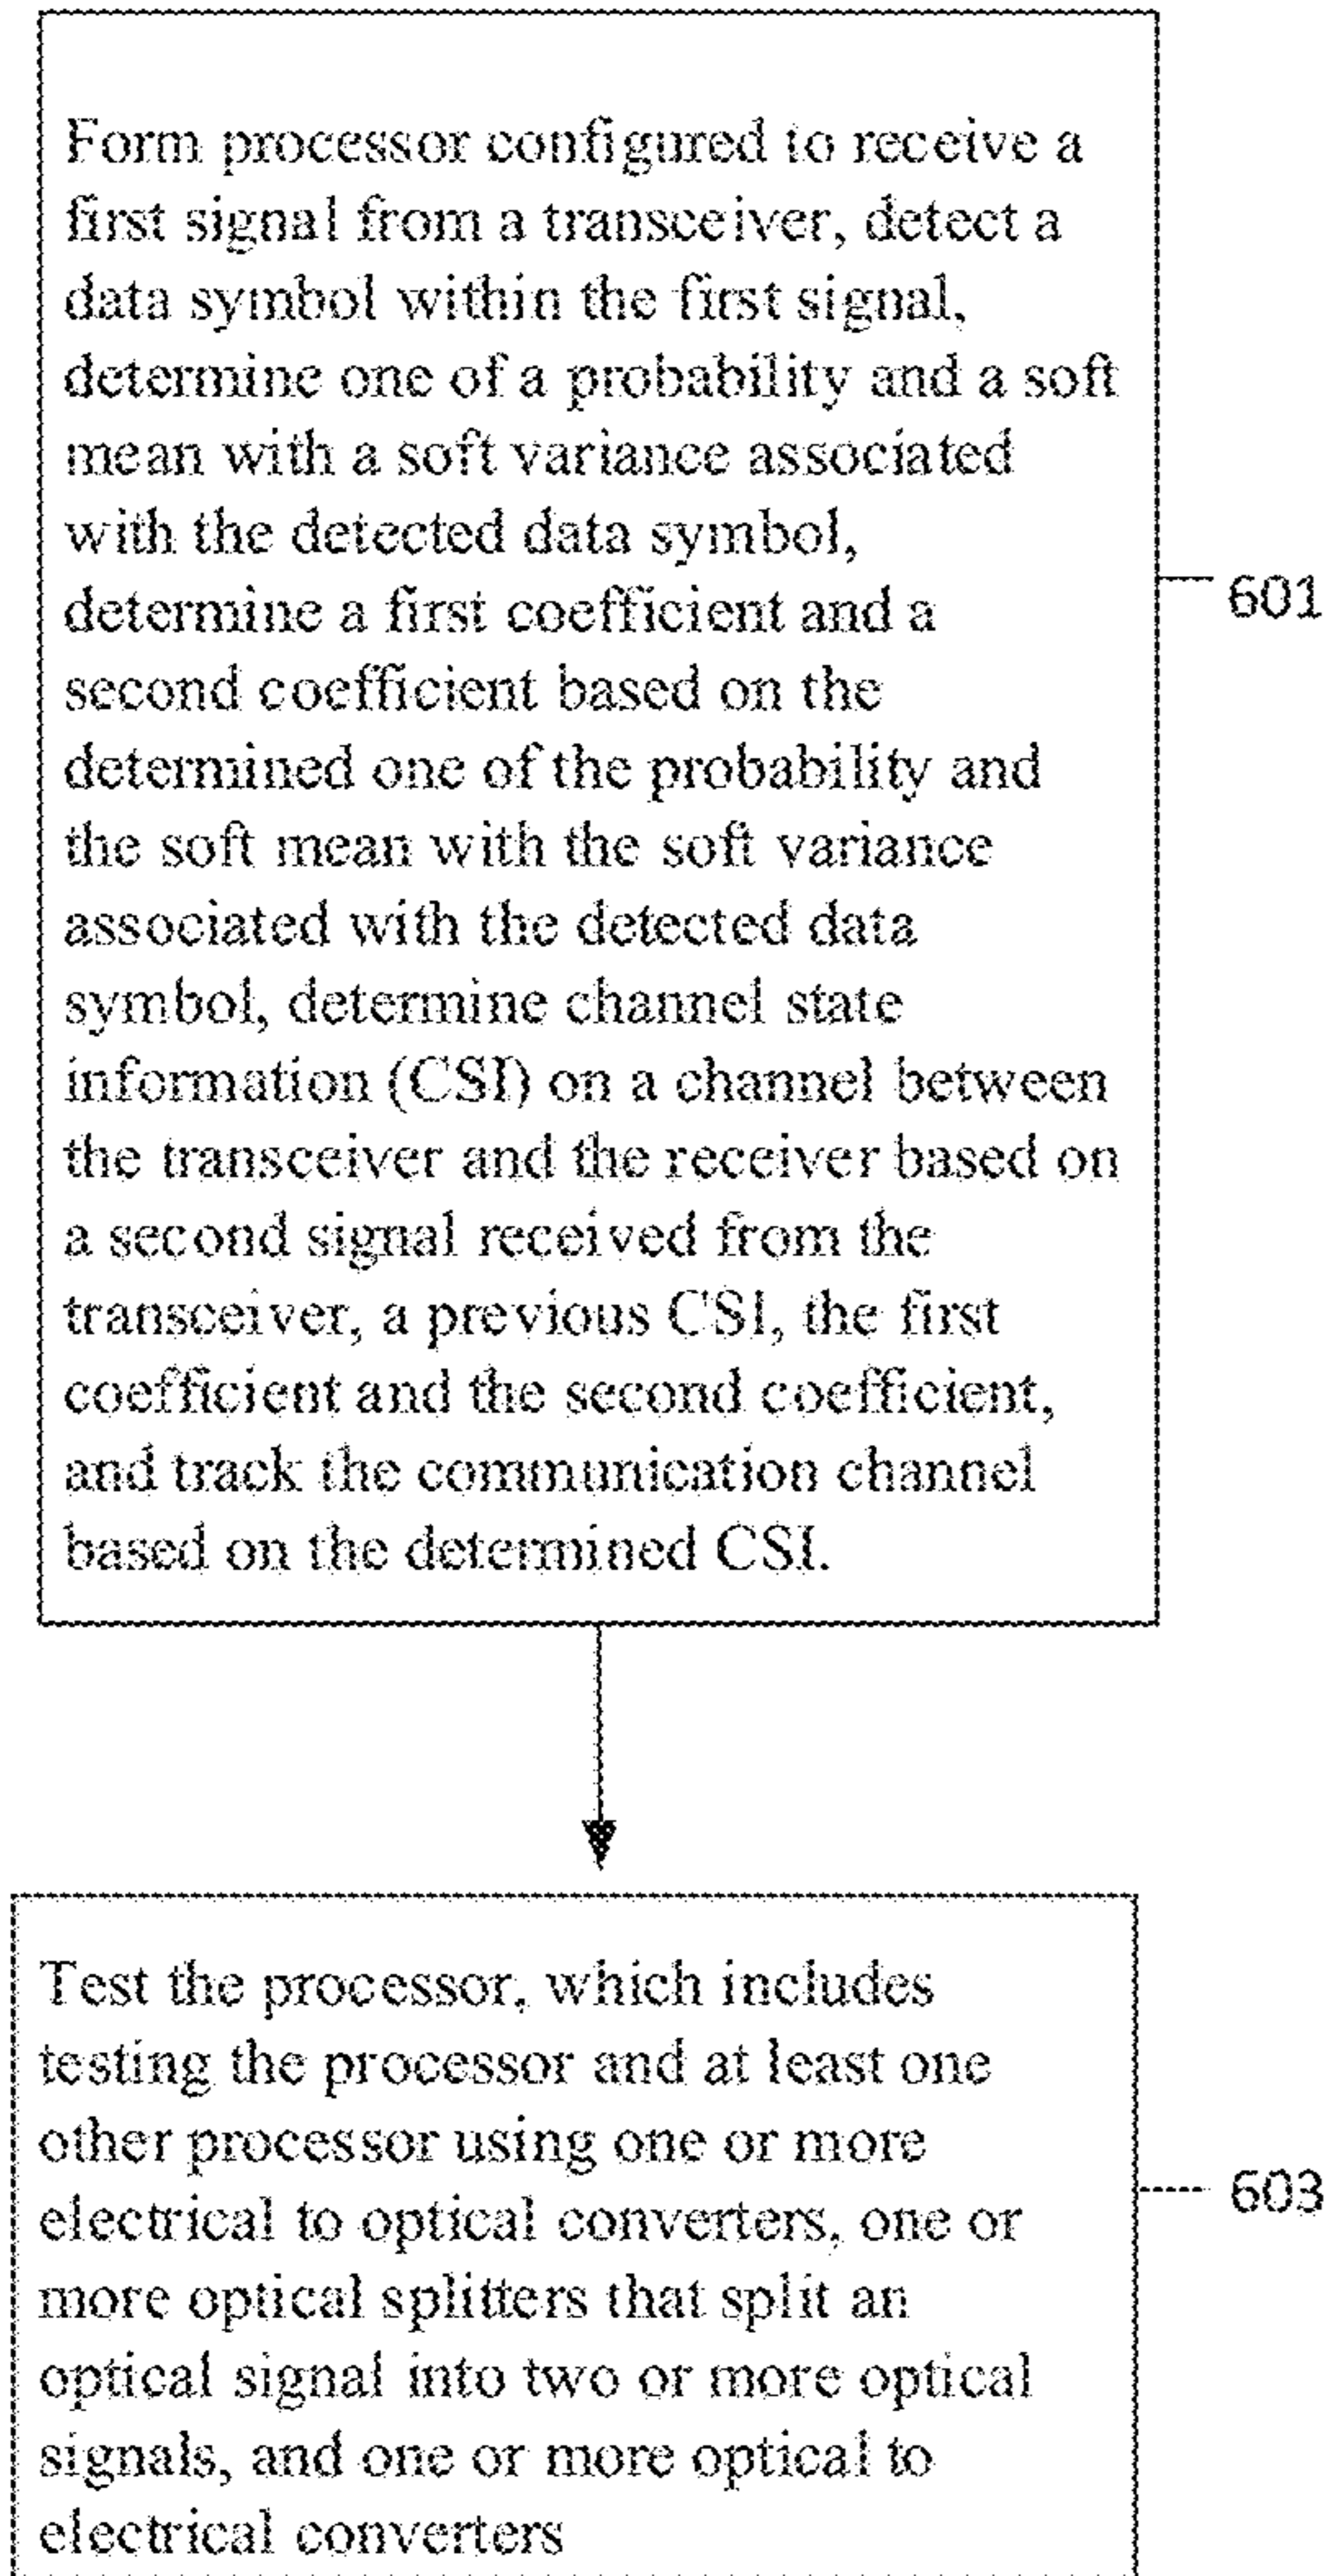 Form processor configured to receive a
first signal from a transceiver, detect a
data symbol within the first signal,
determine one of a probability and a soft
mean with a soft variance associated
with the detected data symbol,
determine a first coefficient and a
second coefficient based on the
determined one of the probability and
the soft mean with the soft variance
associated with the detected data
symbol, determine channel state
information (CSI) on a channel between
the transceiver and the receiver based on
a second signal received from the
transceiver, a previous CSI, the first
coefficient and the second coefficient,
and track the communication channel
based on the determined CSI.
601
Test the processor, which includes
testing the processor and at least one
other processor using one or more
electrical to optical converters, one or
more optical splitters that split an
optical signal into two or more optical
signals, and one or more optical to
electrical converters
603